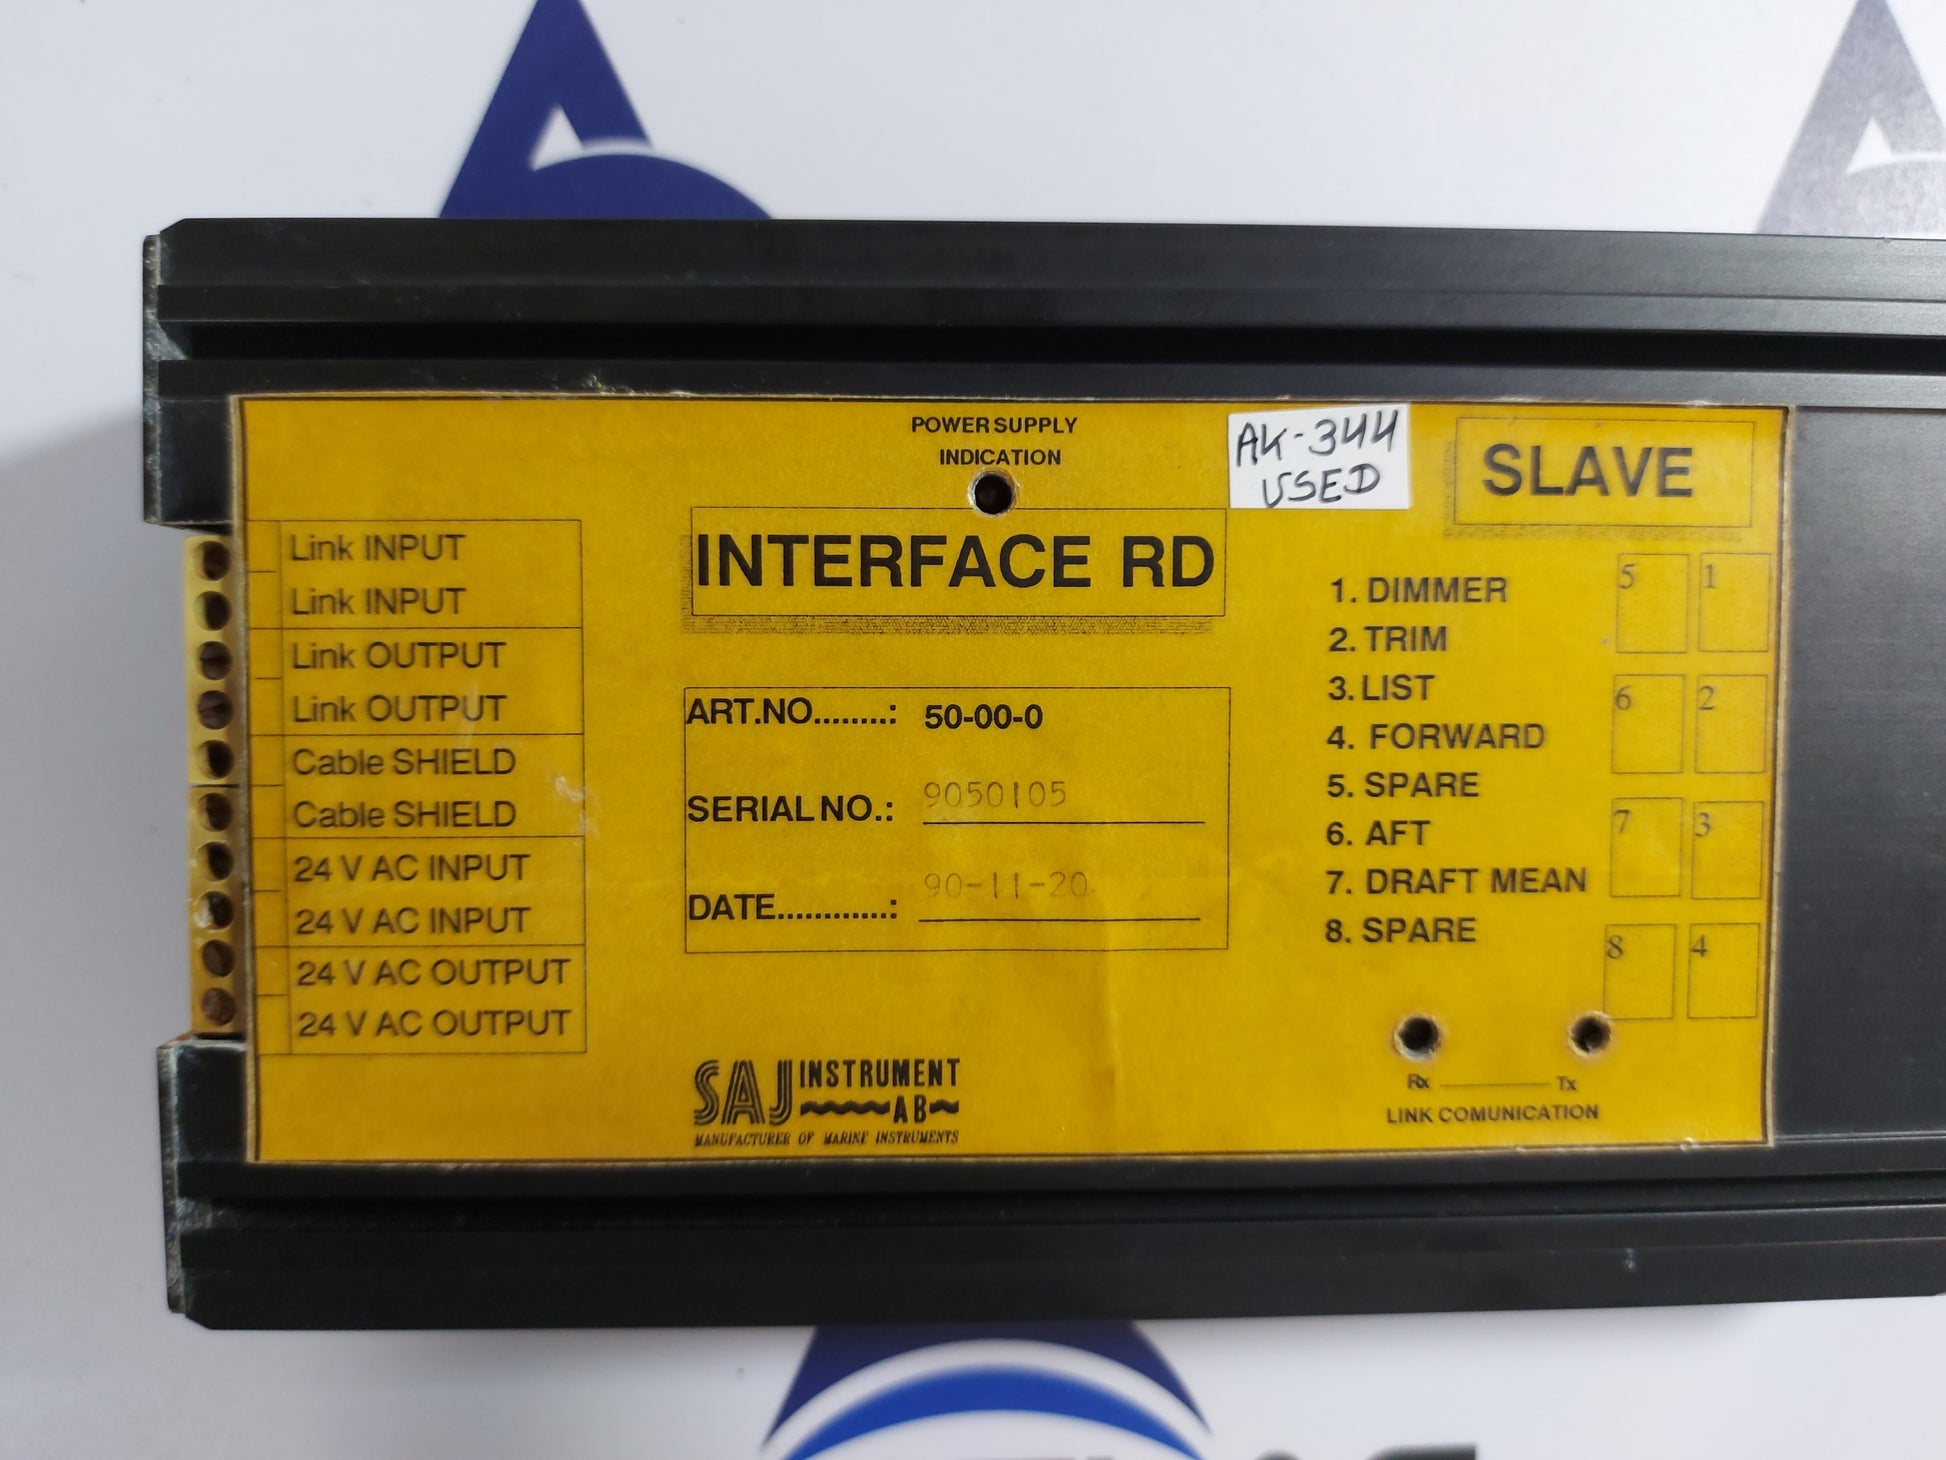 POWER SUPPLY
INDICATION
AK-344
USED
SLAVE
INTERFACE RD
Link INPUT
Link INPUT
Link OUTPUT
Link OUTPUT
Cable SHIELD
Cable SHIELD
24 V AC INPUT
24 V AC INPUT
24 V AC OUTPUT
24 V AC OUTPUT
ART.NO........: 50-00-0
SERIAL NO.: 9050105
DATE............: 90-11-20
SAJ INSTRUMENT
AB
MANUFACTURER OF MARINE INSTRUMENTS
1. DIMMER
2. TRIM
3. LIST
4. FORWARD
5. SPARE
6. AFT
7. DRAFT MEAN
8. SPARE
5 1
6 2
7 3
8 4
Rx Tx
LINK COMUNICATION